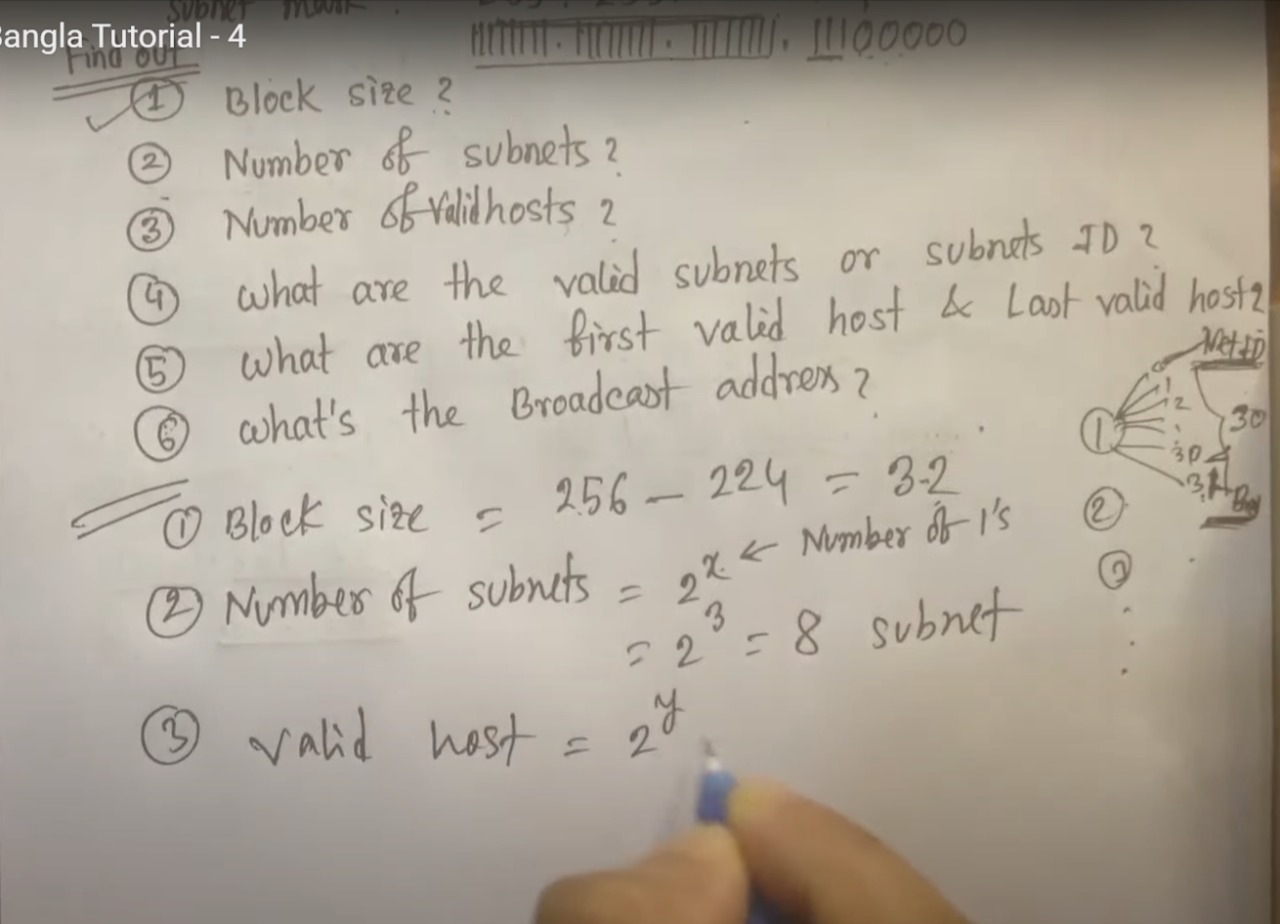 subnet mask :
Bangla Tutorial - 4
11111111.11111111.11111111.11100000
Find out
① Block size ?
② Number of subnets ?
③ Number of valid hosts ?
④ what are the valid subnets or subnets ID ?
⑤ what are the first valid host & Last valid host ?
⑥ what's the Broadcast address ?
Net ID
① 1
2
30
30
31
② 
③
① Block size = 256 - 224 = 32
② Number of subnets = 2^x ← Number of 1's
= 2^3 = 8 subnet
③ valid host = 2^y